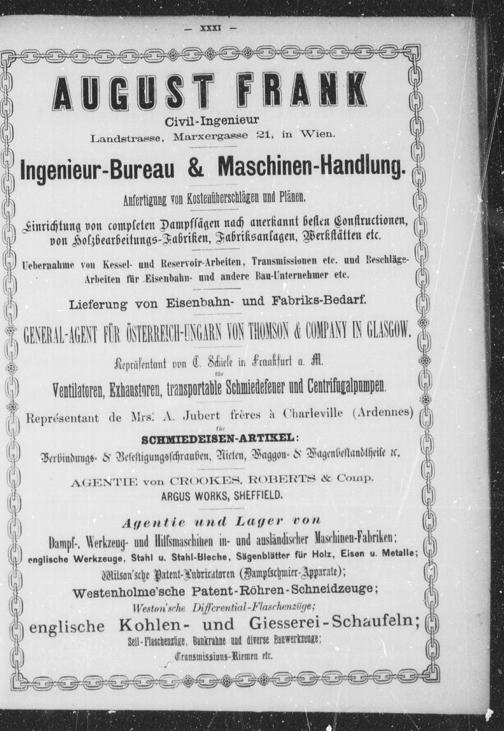 — XXXI —
AUGUST FRANK
Civil-Ingenieur
Landstrasse, Marxergasse 21, in Wien.
Ingenieur-Bureau & Maschinen-Handlung.
Anfertigung von Kostenüberschlägen und Plänen.
Einrichtung von completen Dampfsägen nach anerkannt besten Constructionen,
von Holzbearbeitungs-Fabriken, Fabriksanlagen, Werkstätten etc.
Uebernahme von Kessel- und Reservoir-Arbeiten, Transmissionen etc. und Beschläge-
Arbeiten für Eisenbahn- und andere Bau-Unternehmer etc.
Lieferung von Eisenbahn- und Fabriks-Bedarf.
GENERAL-AGENT FÜR ÖSTERREICH-UNGARN VON THOMSON & COMPANY IN GLASGOW.
Repräsentant von C. Schiele in Frankfurt a. M.
für
Ventilatoren, Exhaustoren, transportable Schmiedefeuer und Centrifugalpumpen.
Représentant de Mrs. A. Jubert frères à Charleville (Ardennes)
für
SCHMIEDEISEN-ARTIKEL:
Verbindungs- & Befestigungsschrauben, Nieten, Waggon- & Wagenbestandtheile ꝛc.
AGENTIE von CROOKES, ROBERTS & Comp.
ARGUS WORKS, SHEFFIELD.
Agentie und Lager von
Dampf-, Werkzeug- und Hilfsmaschinen in- und ausländischer Maschinen-Fabriken;
englische Werkzeuge, Stahl u. Stahl-Bleche, Sägenblätter für Holz, Eisen u. Metalle;
Wilson'sche Patent-Lubricatoren (Dampfschmier-Apparate);
Westenholme'sche Patent-Röhren-Schneidzeuge;
Weston'sche Differential-Flaschenzüge;
englische Kohlen- und Giesserei-Schaufeln;
Seil-Flaschenzüge, Baukrahne und diverse Bauwerkzeuge;
Transmissions-Riemen etc.